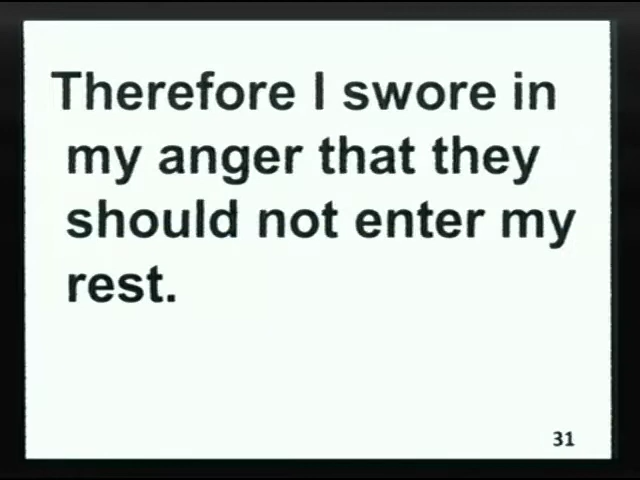 Therefore I swore in
my anger that they
should not enter my
rest.
31